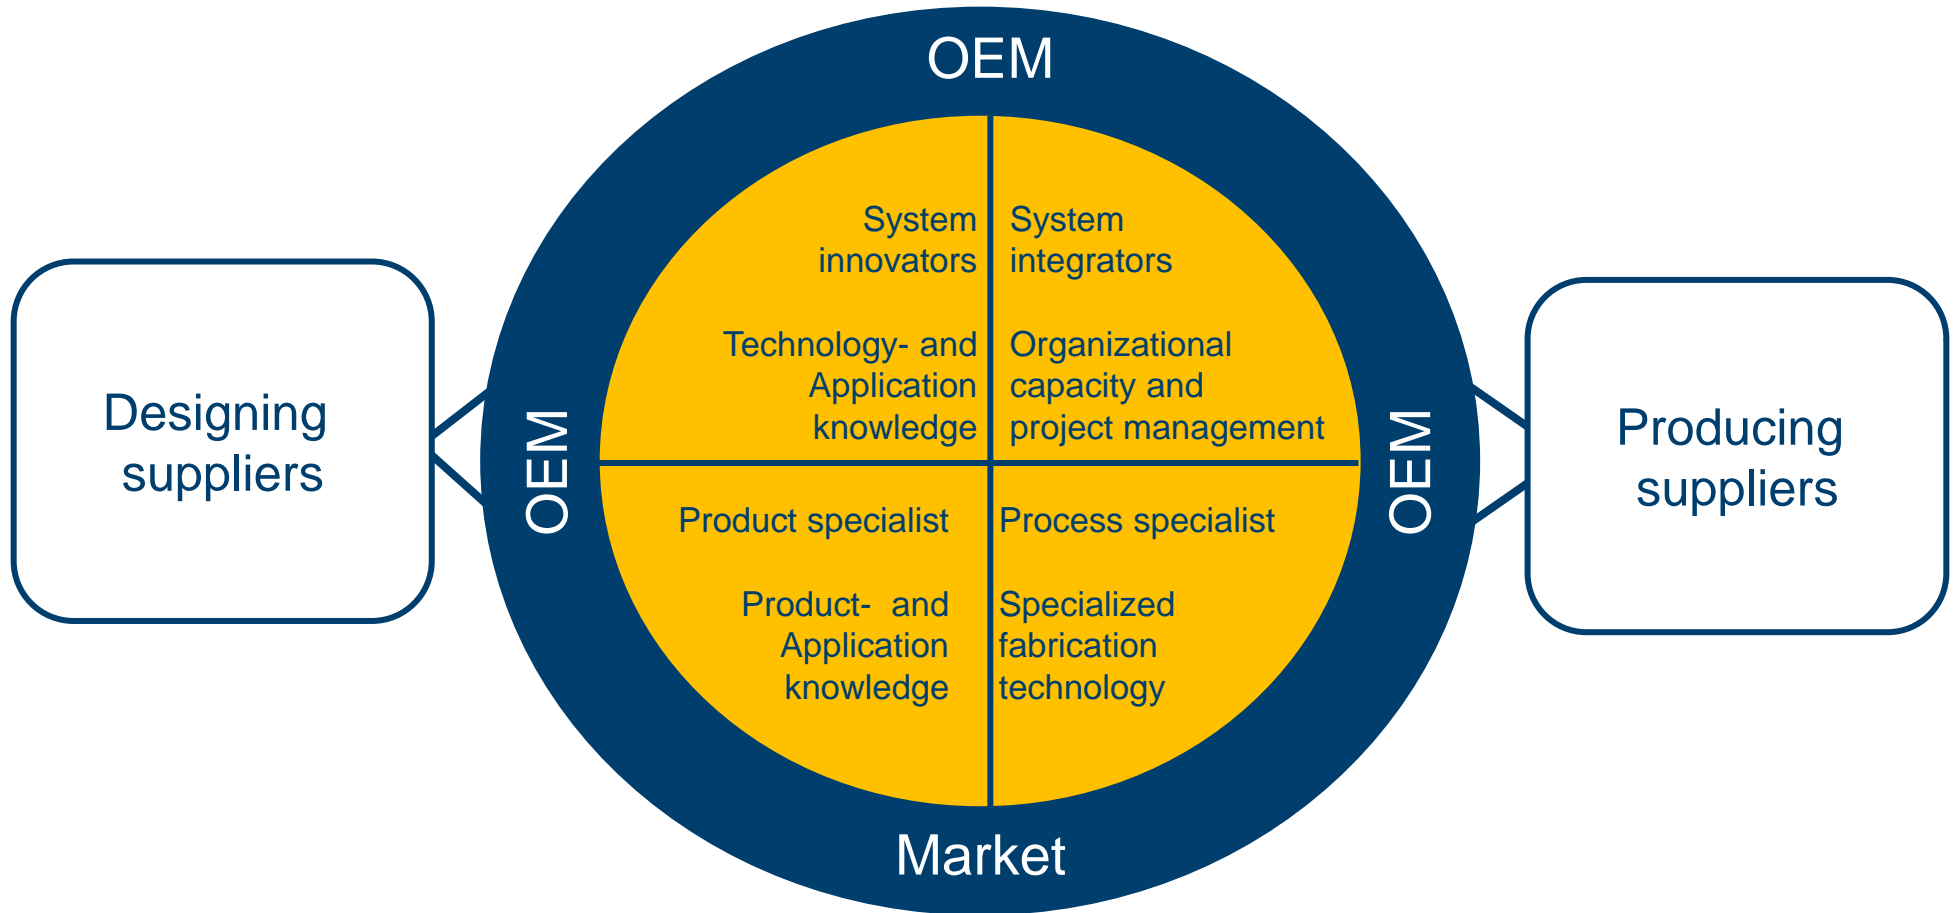 OEM
System
innovators
Technology- and
Application
knowledge
System
integrators
Organizational
capacity and
project management
Designing
suppliers
OEM
OEM
Producing
suppliers
Product specialist
Product- and
Application
knowledge
Process specialist
Specialized
fabrication
technology
Market